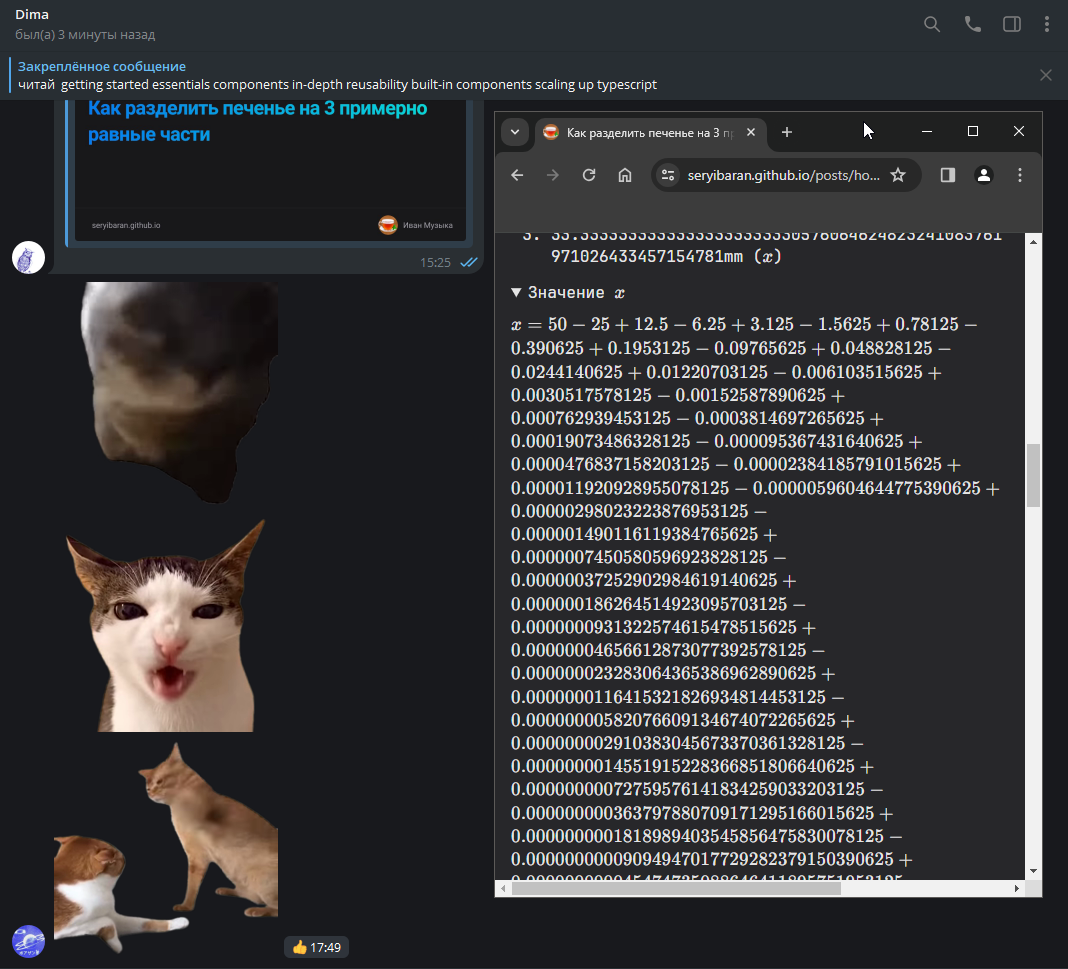 Dima
был(а) 3 минуты назад
Закреплённое сообщение
читай getting started essentials components in-depth reusability built-in components scaling up typescript
Как разделить печенье на 3 примерно
равные части
seryibaran.github.io
Иван Музыка
15:25
17:49
Как разделить печенье на 3 пр
seryibaran.github.io/posts/ho...
1971026433457154781mm (x)
▼ Значение x
x = 50 − 25 + 12.5 − 6.25 + 3.125 − 1.5625 + 0.78125 −
0.390625 + 0.1953125 − 0.09765625 + 0.048828125 −
0.0244140625 + 0.01220703125 − 0.006103515625 +
0.0030517578125 − 0.00152587890625 +
0.000762939453125 − 0.0003814697265625 +
0.00019073486328125 − 0.000095367431640625 +
0.0000476837158203125 − 0.00002384185791015625 +
0.000011920928955078125 − 0.0000059604644775390625 +
0.00000298023223876953125 −
0.000001490116119384765625 +
0.0000007450580596923828125 −
0.00000037252902984619140625 +
0.000000186264514923095703125 −
0.0000000931322574615478515625 +
0.00000004656612873077392578125 −
0.000000023283064365386962890625 +
0.0000000116415321826934814453125 −
0.00000000582076609134674072265625 +
0.000000002910383045673370361328125 −
0.0000000014551915228366851806640625 +
0.00000000072759576141834259033203125 −
0.000000000363797880709171295166015625 +
0.0000000001818989403545856475830078125 −
0.00000000009094947017729282379150390625 +